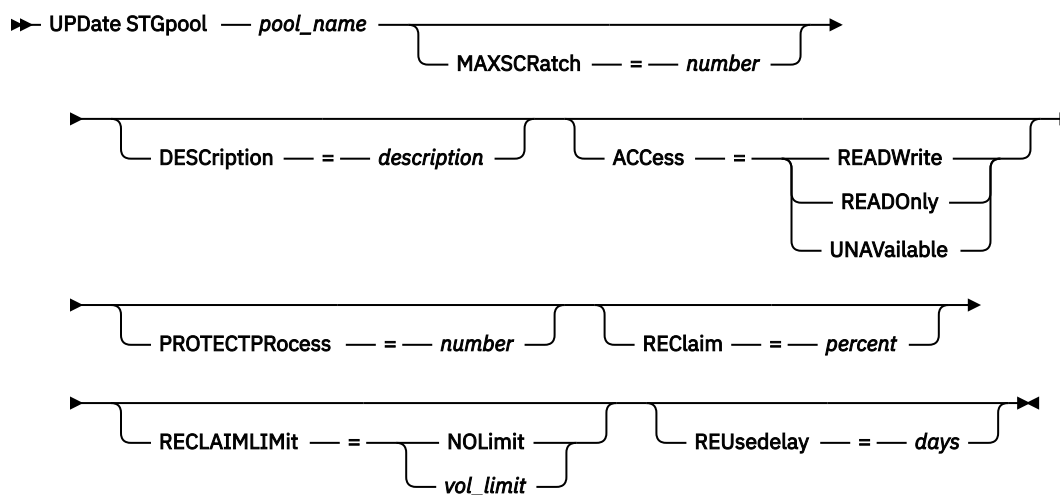 UPDate STGpool — pool_name
MAXSCRatch — = — number
DESCription — = — description ACCess — = READWrite
READOnly
UNAVailable
PROTECTPRocess — = — number REClaim — = — percent
RECLAIMLIMit — = NOLimit REUsedelay — = — days
vol_limit